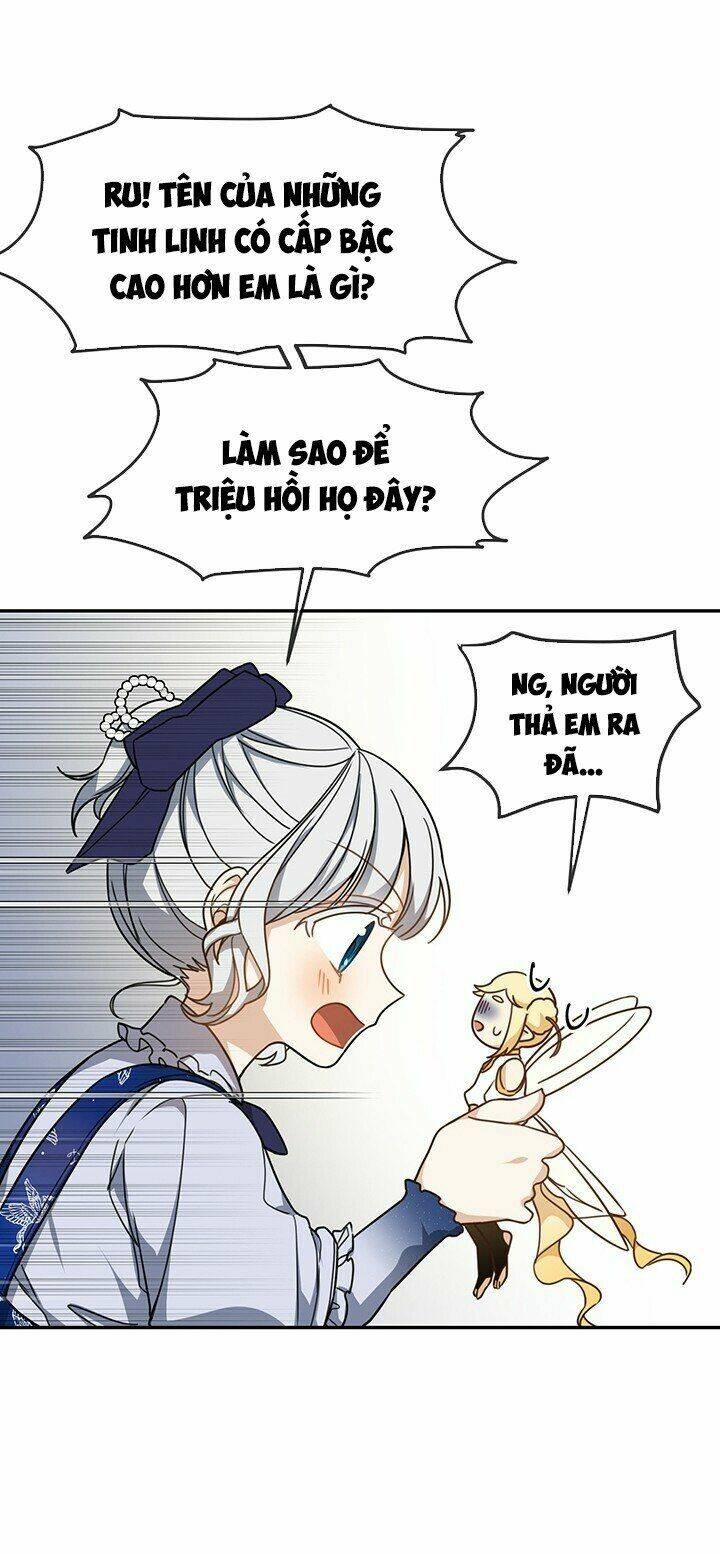 RU! TÊN CỦA NHỮNG
TINH LINH CÓ CẤP BẬC
CAO HƠN EM LÀ GÌ?
LÀM SAO ĐỂ
TRIỆU HỒI HỌ ĐÂY?
NG, NGƯỜI
THẢ EM RA
ĐÃ...